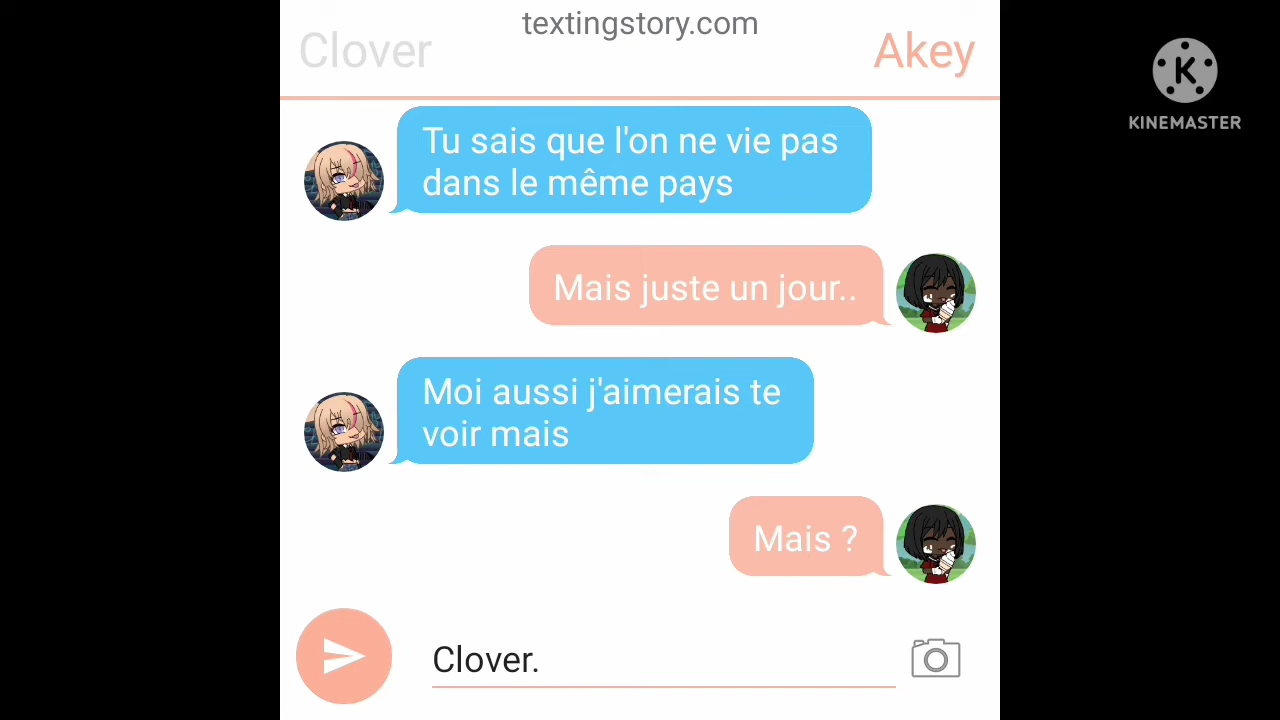 textingstory.com
Clover
Akey
KINEMASTER
Tu sais que l'on ne vie pas
dans le même pays
Mais juste un jour..
Moi aussi j'aimerais te
voir mais
Mais ?
Clover.